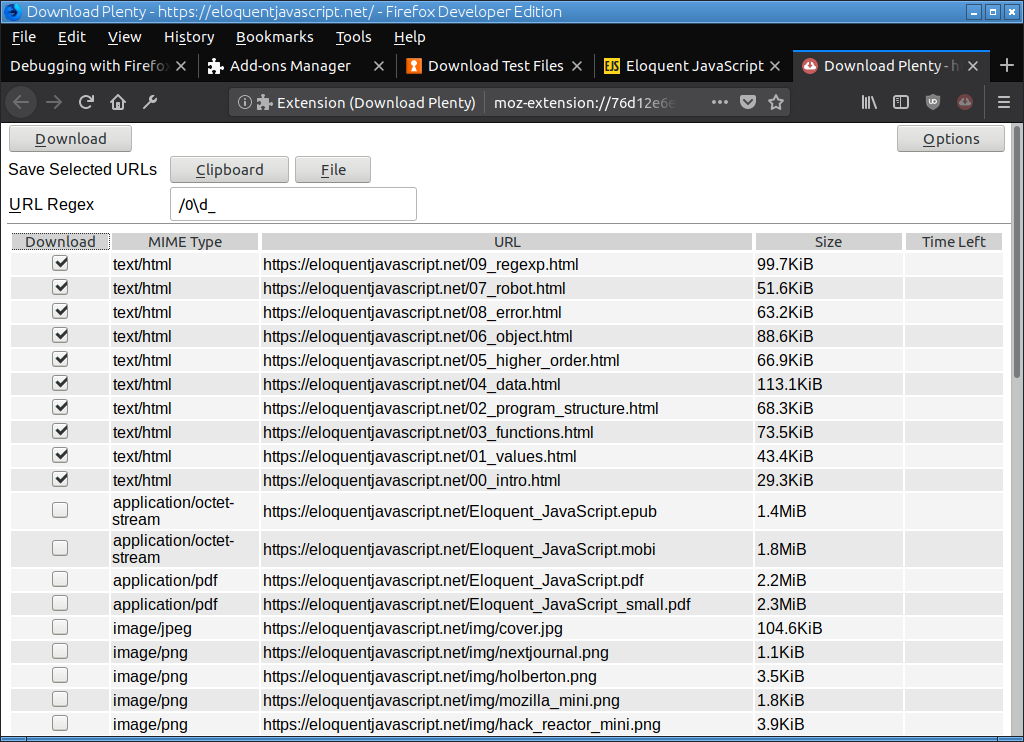 Download Plenty - https://eloquentjavascript.net/ - Firefox Developer Edition
File Edit View History Bookmarks Tools Help
Debugging with Firefo Add-ons Manager Download Test Files EJS Eloquent JavaScript Download Plenty - h
Extension (Download Plenty) moz-extension://76d12e6e
Download Options
Save Selected URLs Clipboard File
URL Regex /0\d_
Download MIME Type URL Size Time Left
text/html https://eloquentjavascript.net/09_regexp.html 99.7KiB
text/html https://eloquentjavascript.net/07_robot.html 51.6KiB
text/html https://eloquentjavascript.net/08_error.html 63.2KiB
text/html https://eloquentjavascript.net/06_object.html 88.6KiB
text/html https://eloquentjavascript.net/05_higher_order.html 66.9KiB
text/html https://eloquentjavascript.net/04_data.html 113.1KiB
text/html https://eloquentjavascript.net/02_program_structure.html 68.3KiB
text/html https://eloquentjavascript.net/03_functions.html 73.5KiB
text/html https://eloquentjavascript.net/01_values.html 43.4KiB
text/html https://eloquentjavascript.net/00_intro.html 29.3KiB
application/octet-
stream https://eloquentjavascript.net/Eloquent_JavaScript.epub 1.4MiB
application/octet-
stream https://eloquentjavascript.net/Eloquent_JavaScript.mobi 1.8MiB
application/pdf https://eloquentjavascript.net/Eloquent_JavaScript.pdf 2.2MiB
application/pdf https://eloquentjavascript.net/Eloquent_JavaScript_small.pdf 2.3MiB
image/jpeg https://eloquentjavascript.net/img/cover.jpg 104.6KiB
image/png https://eloquentjavascript.net/img/nextjournal.png 1.1KiB
image/png https://eloquentjavascript.net/img/holberton.png 3.5KiB
image/png https://eloquentjavascript.net/img/mozilla_mini.png 1.8KiB
image/png https://eloquentjavascript.net/img/hack_reactor_mini.png 3.9KiB